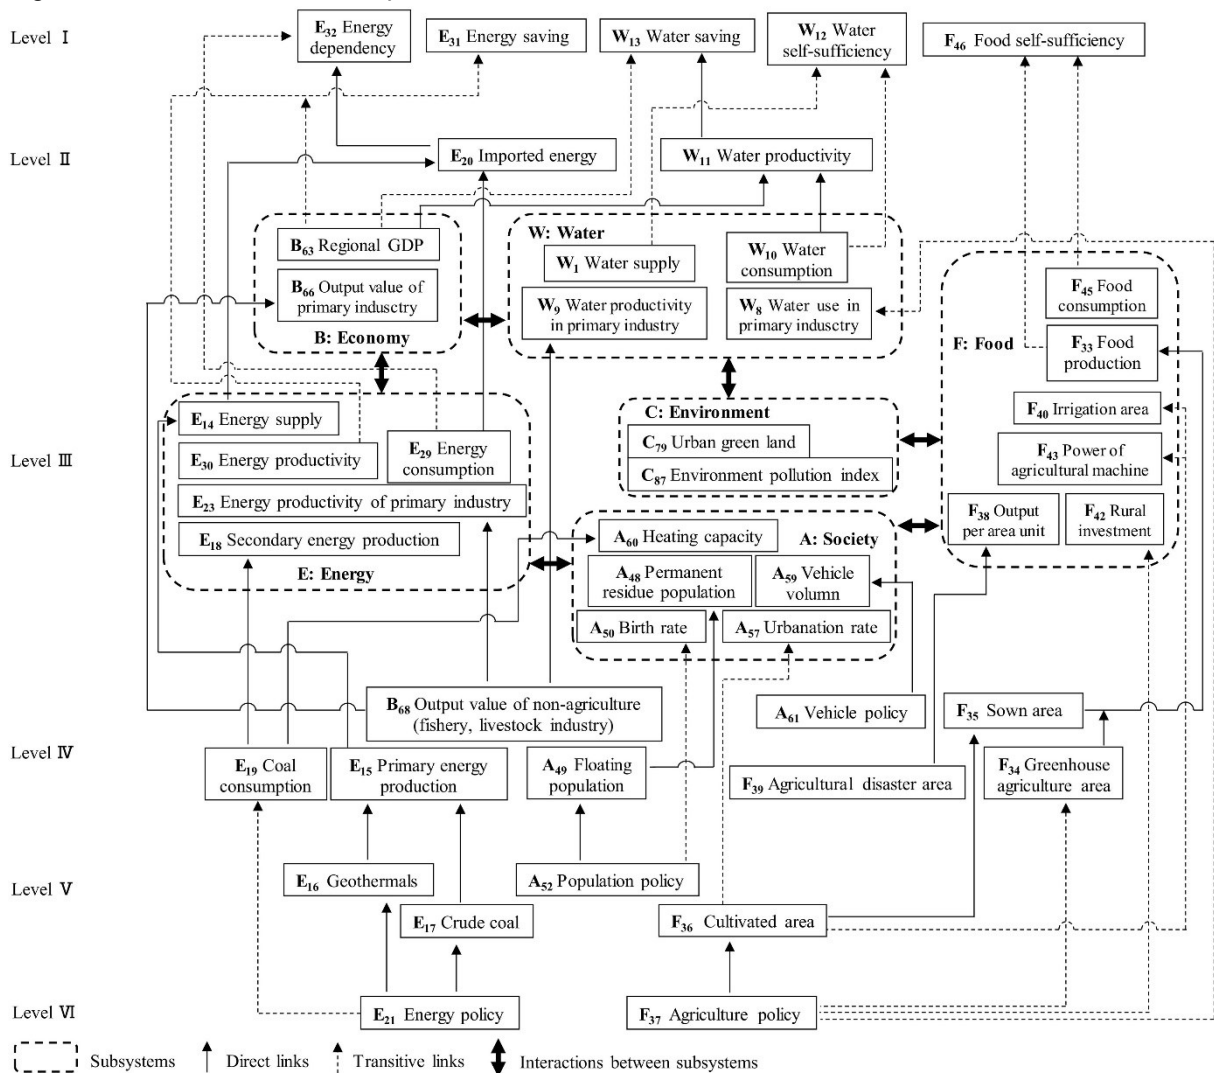 Level Ⅰ
E32 Energy
dependency
E31 Energy saving
W13 Water saving
W12 Water
self-sufficiency
F46 Food self-sufficiency
Level Ⅱ
E20 Imported energy
W11 Water productivity
B63 Regional GDP
B66 Output value of
primary indusctry
B: Economy
W: Water
W1 Water supply
W10 Water
consumption
W9 Water productivity
in primary industry
W8 Water use in
primary indusctry
F45 Food
consumption
F: Food
F33 Food
production
F40 Irrigation area
F43 Power of
agricultural machine
F38 Output
per area unit
F42 Rural
investment
Level Ⅲ
E14 Energy supply
E30 Energy productivity
E29 Energy
consumption
E23 Energy productivity of primary industry
E18 Secondary energy production
E: Energy
C: Environment
C79 Urban green land
C87 Environment pollution index
A60 Heating capacity
A: Society
A48 Permanent
residue population
A59 Vehicle
volumn
A50 Birth rate
A57 Urbanation rate
Level Ⅳ
B68 Output value of non-agriculture
(fishery, livestock industry)
A61 Vehicle policy
F35 Sown area
E19 Coal
consumption
E15 Primary energy
production
A49 Floating
population
F39 Agricultural disaster area
F34 Greenhouse
agriculture area
Level Ⅴ
E16 Geothermals
A52 Population policy
E17 Crude coal
F36 Cultivated area
Level Ⅵ
E21 Energy policy
F37 Agriculture policy
Subsystems
Direct links
Transitive links
Interactions between subsystems